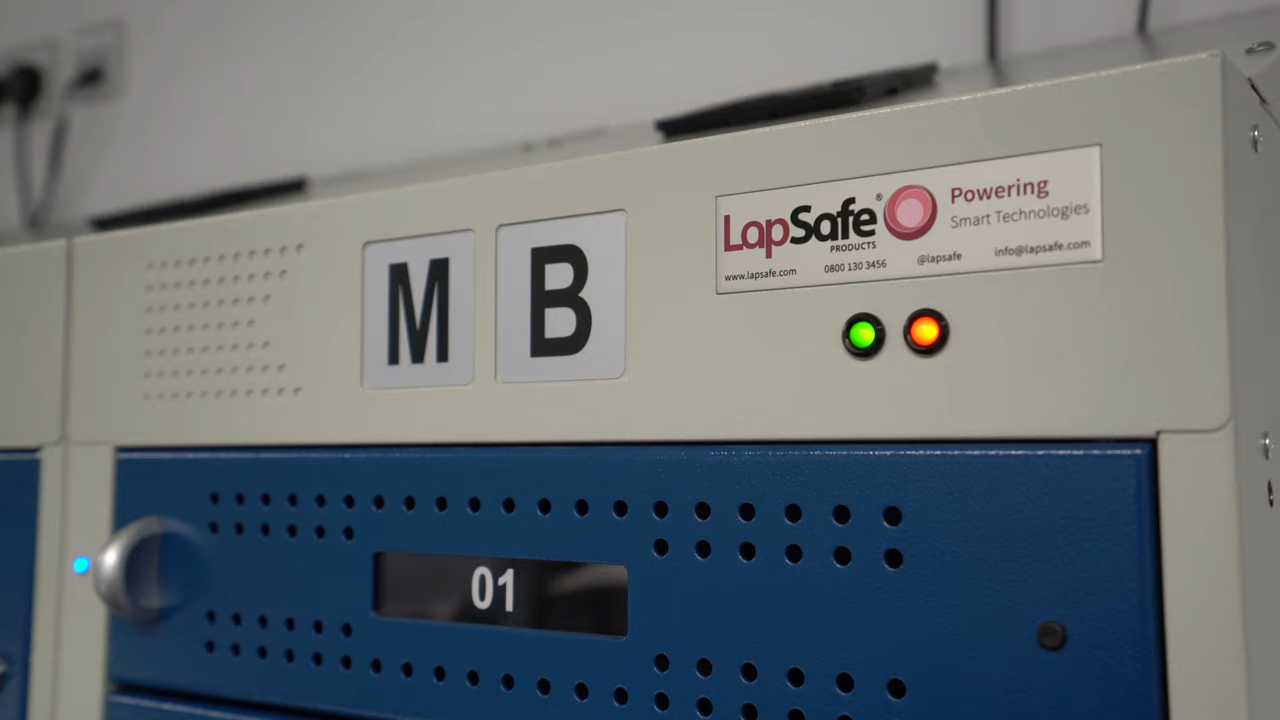 M B
LapSafe®
PRODUCTS
Powering
Smart Technologies
www.lapsafe.com 0800 130 3456 @lapsafe info@lapsafe.com
01